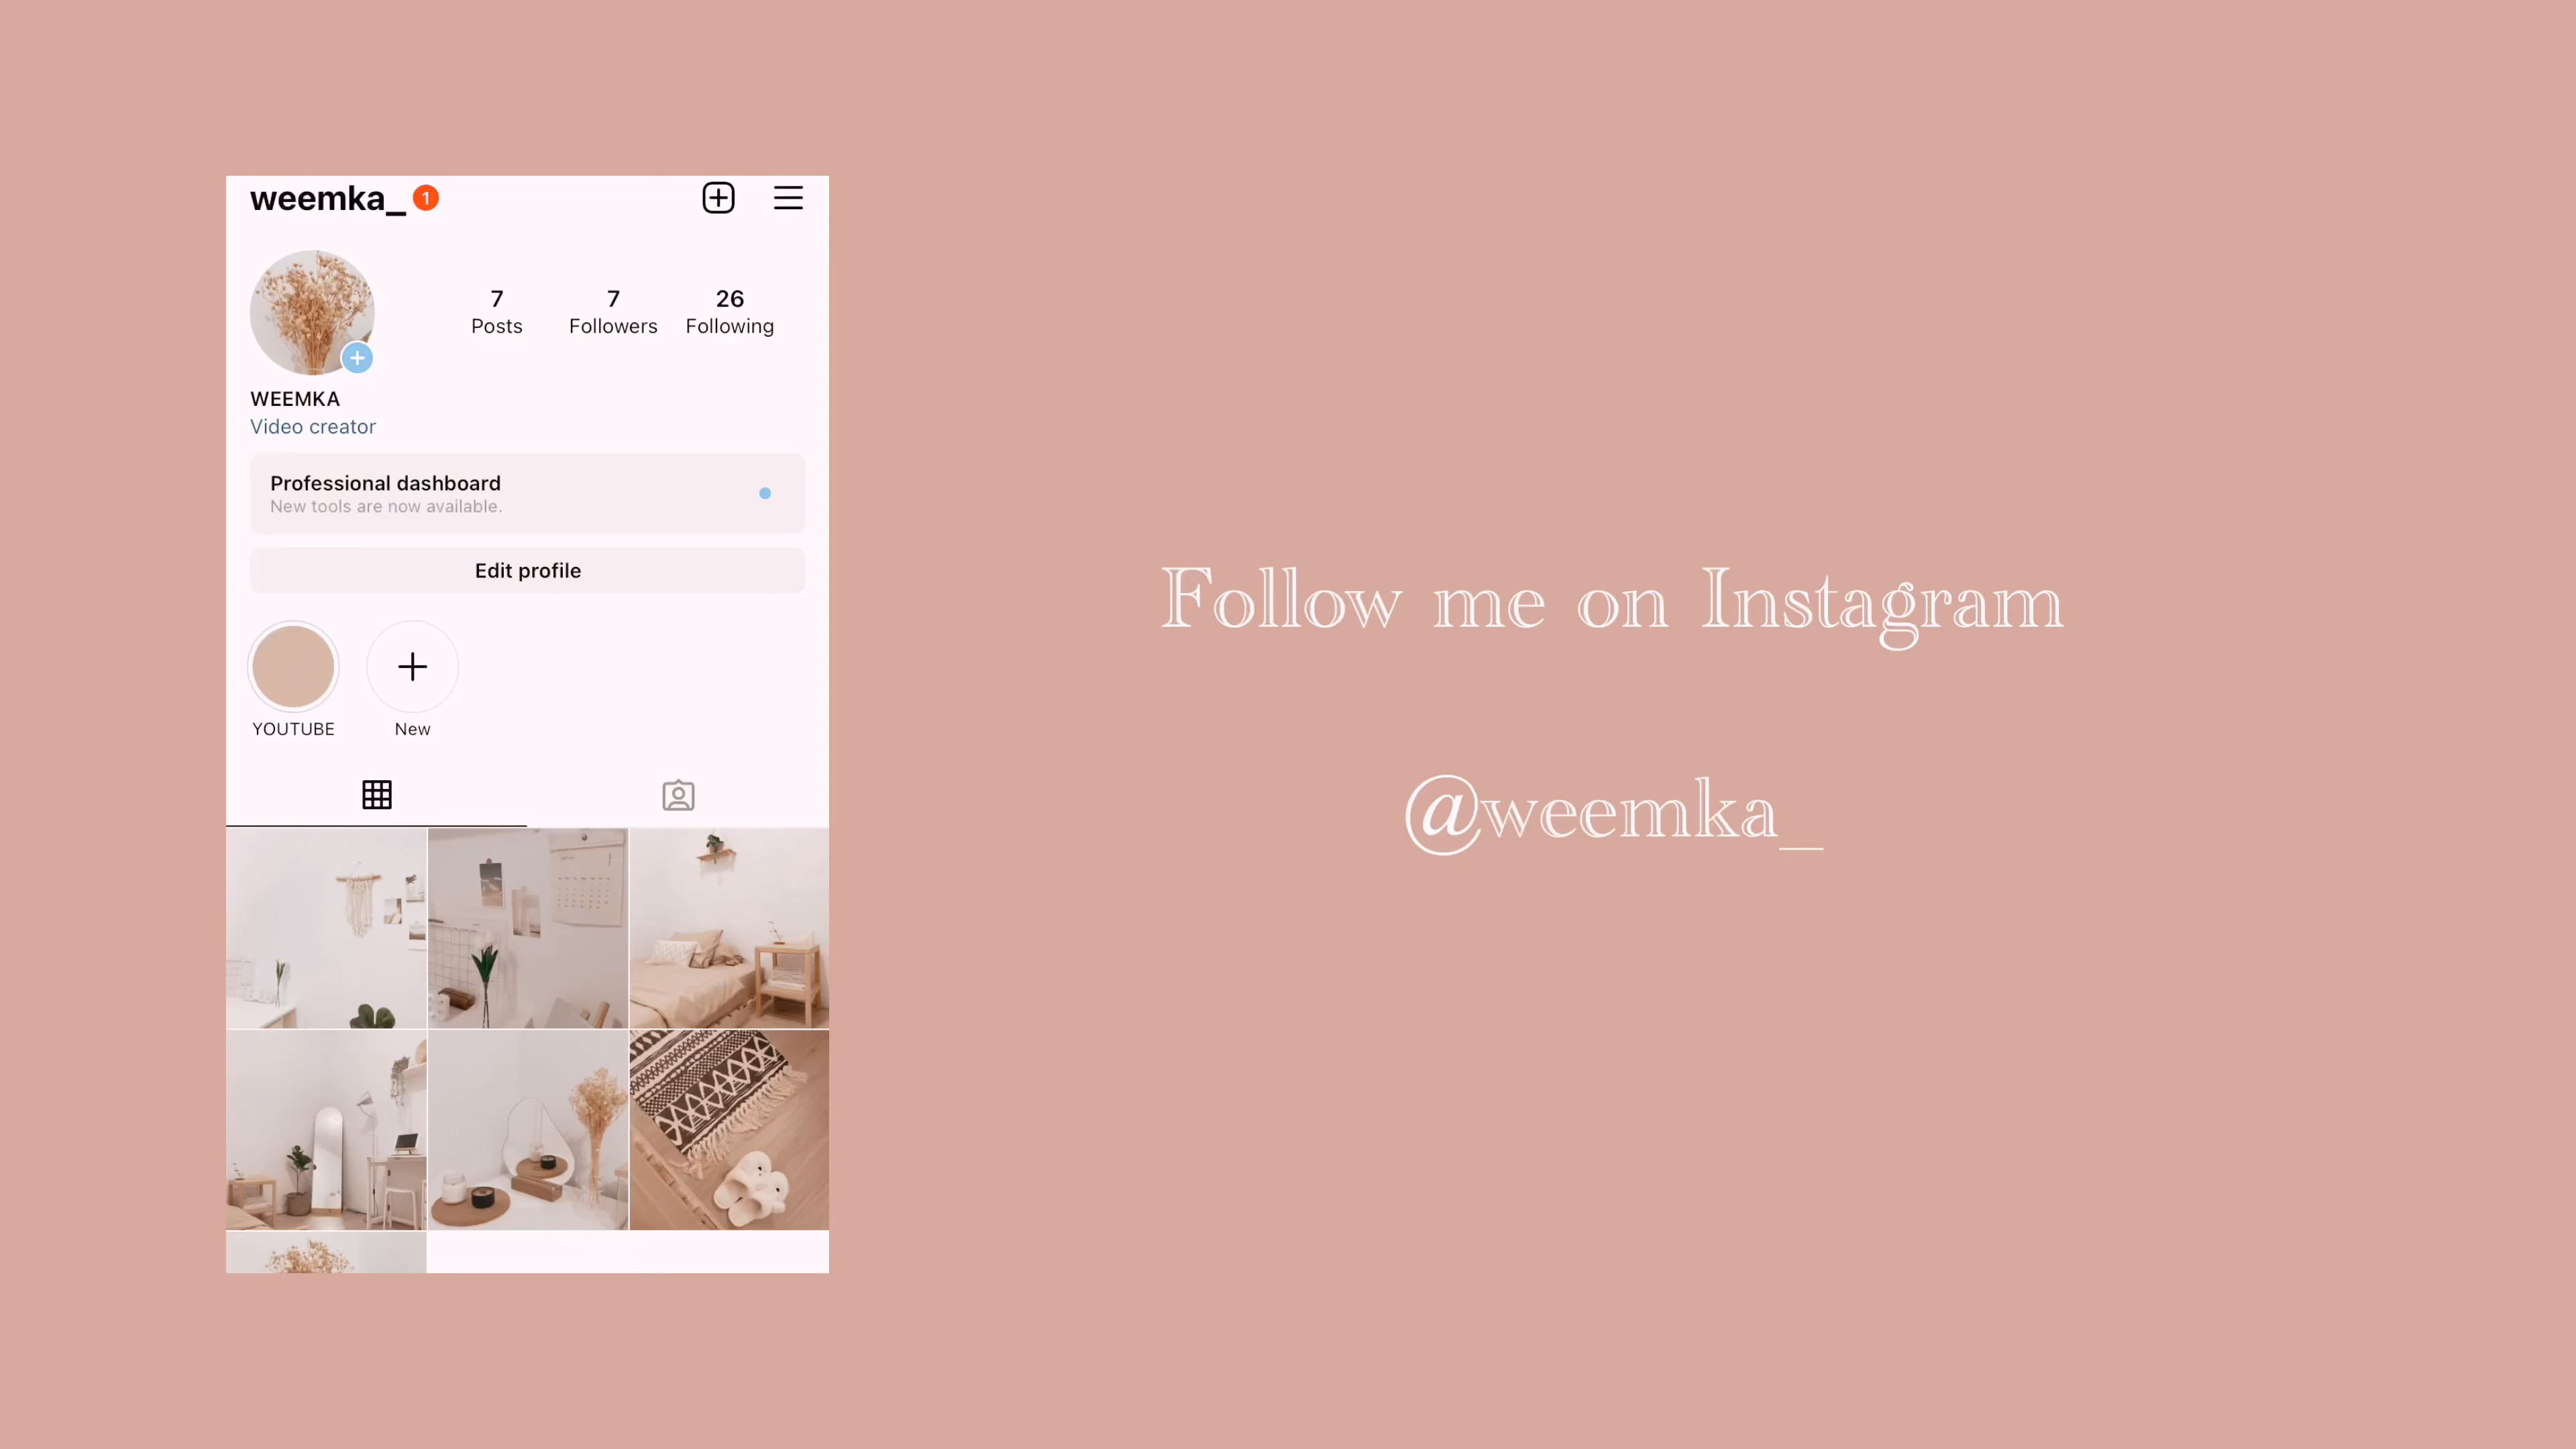 weemka_ 1
7 7 26
Posts Followers Following
WEEMKA
Video creator
Professional dashboard
New tools are now available.
Edit profile
YOUTUBE New
Follow me on Instagram
@weemka_